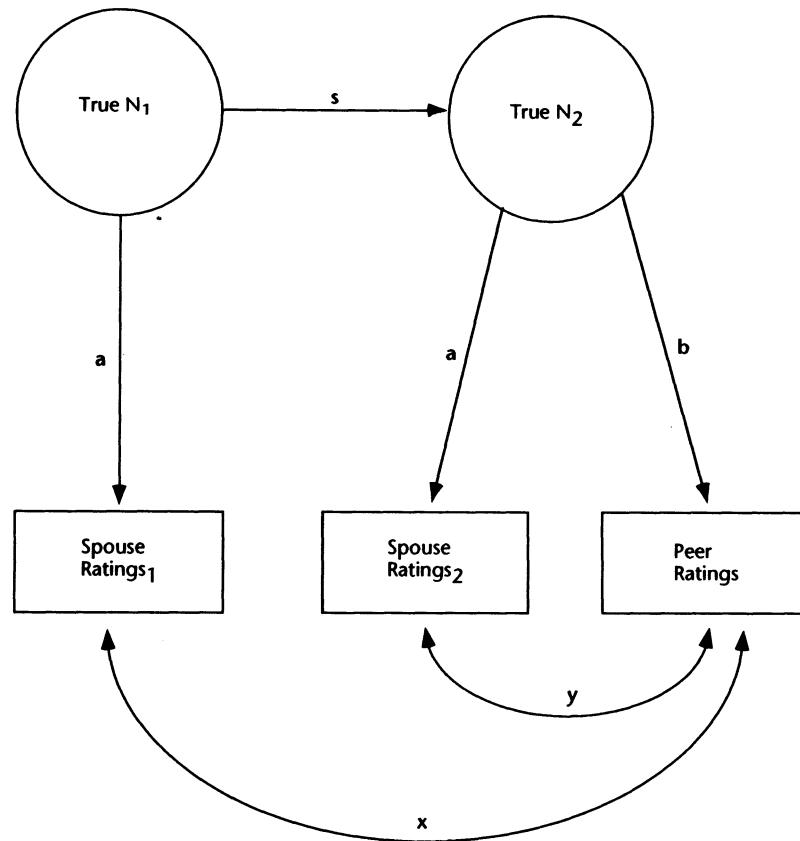 True N1
s
True N2
a
a
b
Spouse
Ratings1
Spouse
Ratings2
Peer
Ratings
y
x